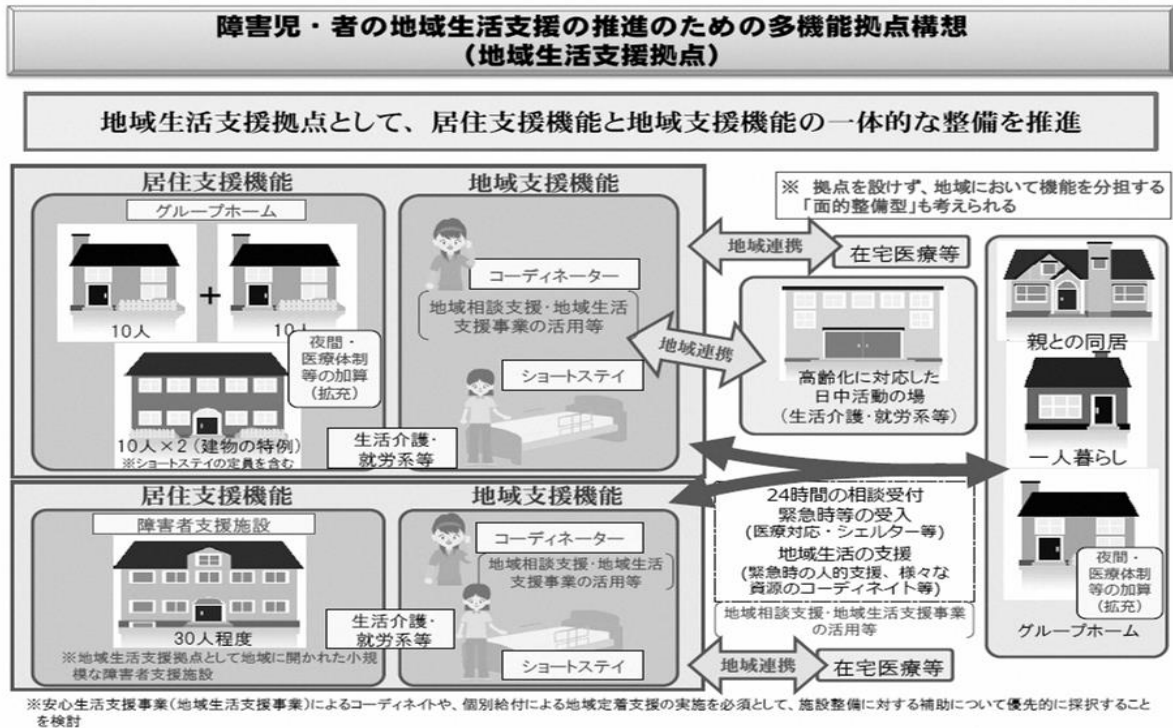 障害児・者の地域生活支援の推進のための多機能拠点構想
（地域生活支援拠点）
地域生活支援拠点として、居住支援機能と地域支援機能の一体的な整備を推進
居住支援機能
グループホーム
＋
10人
10人
夜間・
医療体制
等の加算
（拡充）
10人×2（建物の特例）
※ショートステイの定員を含む
地域支援機能
コーディネーター
地域相談支援・地域生活
支援事業の活用等
ショートステイ
生活介護・
就労系等
※ 拠点を設けず、地域において機能を分担する
「面的整備型」も考えられる
地域連携
在宅医療等
地域連携
高齢化に対応した
日中活動の場
（生活介護・就労系等）
親との同居
一人暮らし
夜間・
医療体制
等の加算
（拡充）
グループホーム
居住支援機能
障害者支援施設
30人程度
※地域生活支援拠点として地域に開かれた小規
模な障害者支援施設
地域支援機能
コーディネーター
地域相談支援・地域生活
支援事業の活用等
生活介護・
就労系等
ショートステイ
24時間の相談受付
緊急時等の受入
（医療対応・シェルター等）
地域生活の支援
（緊急時の人的支援、様々な
資源のコーディネイト等）
地域相談支援・地域生活支援事業
の活用等
地域連携
在宅医療等
※安心生活支援事業（地域生活支援事業）によるコーディネイトや、個別給付による地域定着支援の実施を必須として、施設整備に対する補助について優先的に採択すること
を検討